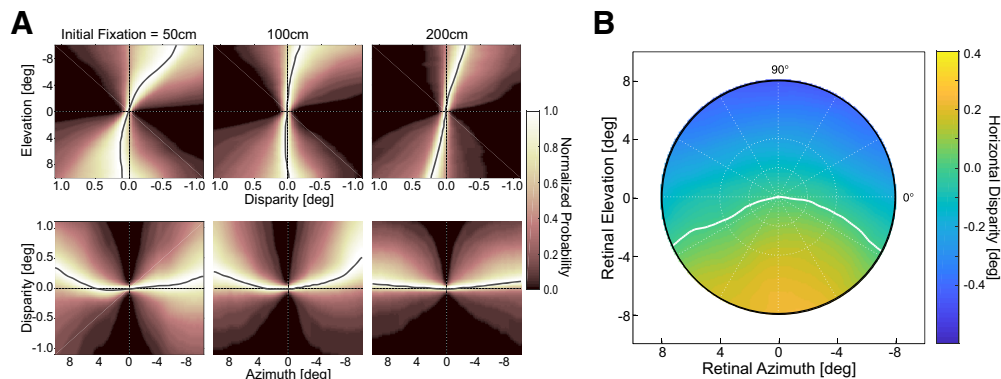 A
Initial Fixation = 50cm
100cm
200cm
Elevation [deg]
-8
-4
0
4
8
1.0 0.5 0.0 -0.5 -1.0
1.0 0.5 0.0 -0.5 -1.0
1.0 0.5 0.0 -0.5 -1.0
Disparity [deg]
Disparity [deg]
1.0
0.5
0.0
-0.5
-1.0
8 4 0 -4 -8
8 4 0 -4 -8
8 4 0 -4 -8
Azimuth [deg]
1.0
0.8
0.6
0.4
0.2
0.0
Normalized Probability
B
Retinal Elevation [deg]
8
4
0
-4
-8
90°
0°
8 4 0 -4 -8
Retinal Azimuth [deg]
0.4
0.2
0.0
-0.2
-0.4
Horizontal Disparity [deg]